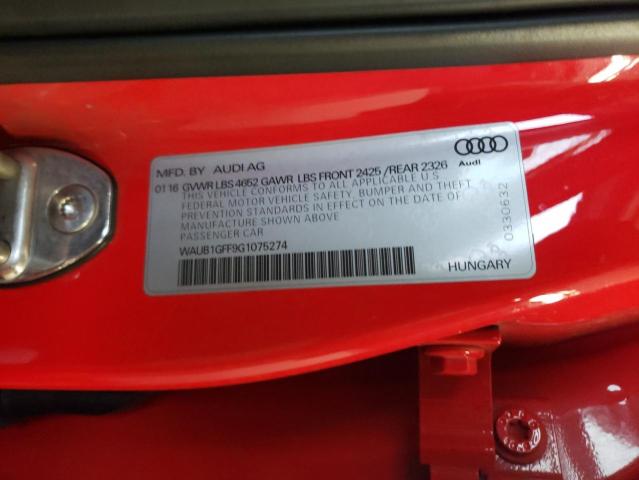 MFD. BY AUDI AG
Audi
01 16 GVWR LBS 4652 GAWR LBS FRONT 2425 /REAR 2326
THIS VEHICLE CONFORMS TO ALL APPLICABLE U.S
FEDERAL MOTOR VEHICLE SAFETY, BUMPER AND THEFT
PREVENTION STANDARDS IN EFFECT ON THE DATE OF
MANUFACTURE SHOWN ABOVE
PASSENGER CAR
WAUB1GFF9G1075274
HUNGARY
0330632